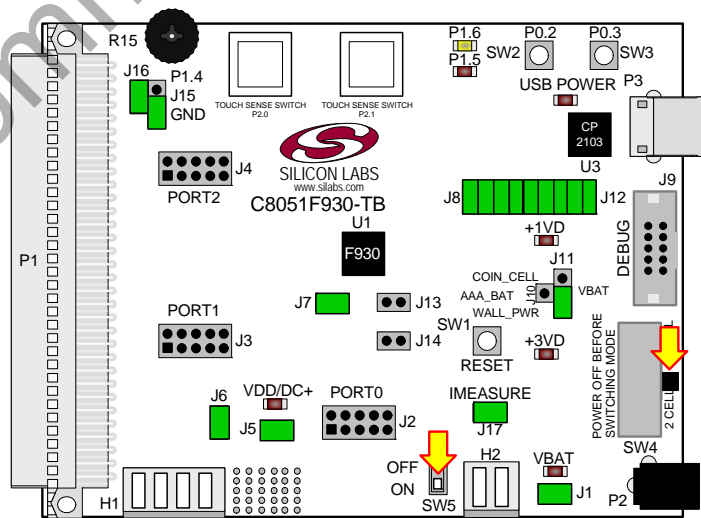 P1.6
P0.2
P0.3
R15
SW2
SW3
P1.5
J16
P1.4
USB POWER
P3
J15
GND
TOUCH SENSE SWITCH
P2.0
TOUCH SENSE SWITCH
P2.1
CP
2103
U3
J4
SILICON LABS
www.silabs.com
PORT2
C8051F930-TB
J8
J12
J9
U1
+1VD
F930
DEBUG
J11
P1
COIN_CELL
J10
AAA_BAT
VBAT
J7
J13
WALL_PWR
PORT1
SW1
J14
J3
RESET
+3VD
POWER OFF BEFORE
SWITCHING MODE
2 CELL
J6
VDD/DC+
PORT0
IMEASURE
J5
J2
J17
SW4
H2
OFF
ON
VBAT
H1
SW5
J1
P2